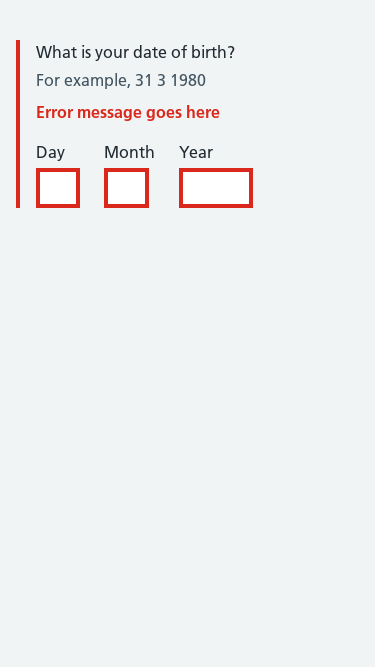 What is your date of birth?
For example, 31 3 1980
Error message goes here
Day Month Year